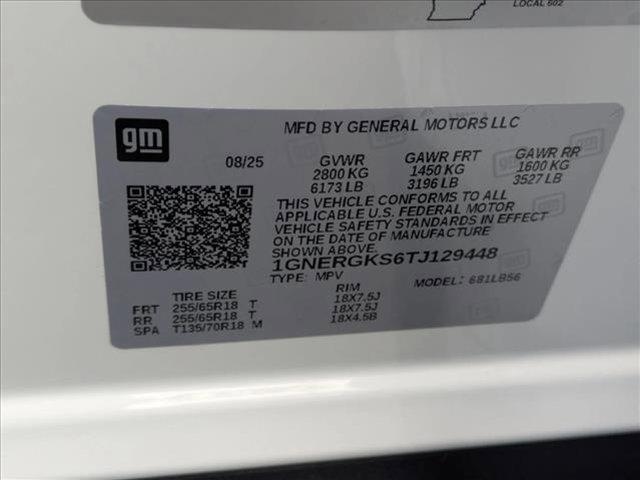 LOCAL 602
gm
MFD BY GENERAL MOTORS LLC
08/25 GVWR GAWR FRT GAWR RR
2800 KG 1450 KG 1600 KG
6173 LB 3196 LB 3527 LB
THIS VEHICLE CONFORMS TO ALL
APPLICABLE U.S. FEDERAL MOTOR
VEHICLE SAFETY STANDARDS IN EFFECT
ON THE DATE OF MANUFACTURE
SHOWN ABOVE.
1GNERGKS6TJ129448
TYPE: MPV MODEL: 681LB56
TIRE SIZE RIM
FRT 255/65R18 T 18X7.5J
RR 255/65R18 T 18X7.5J
SPA T135/70R18 M 18X4.5B